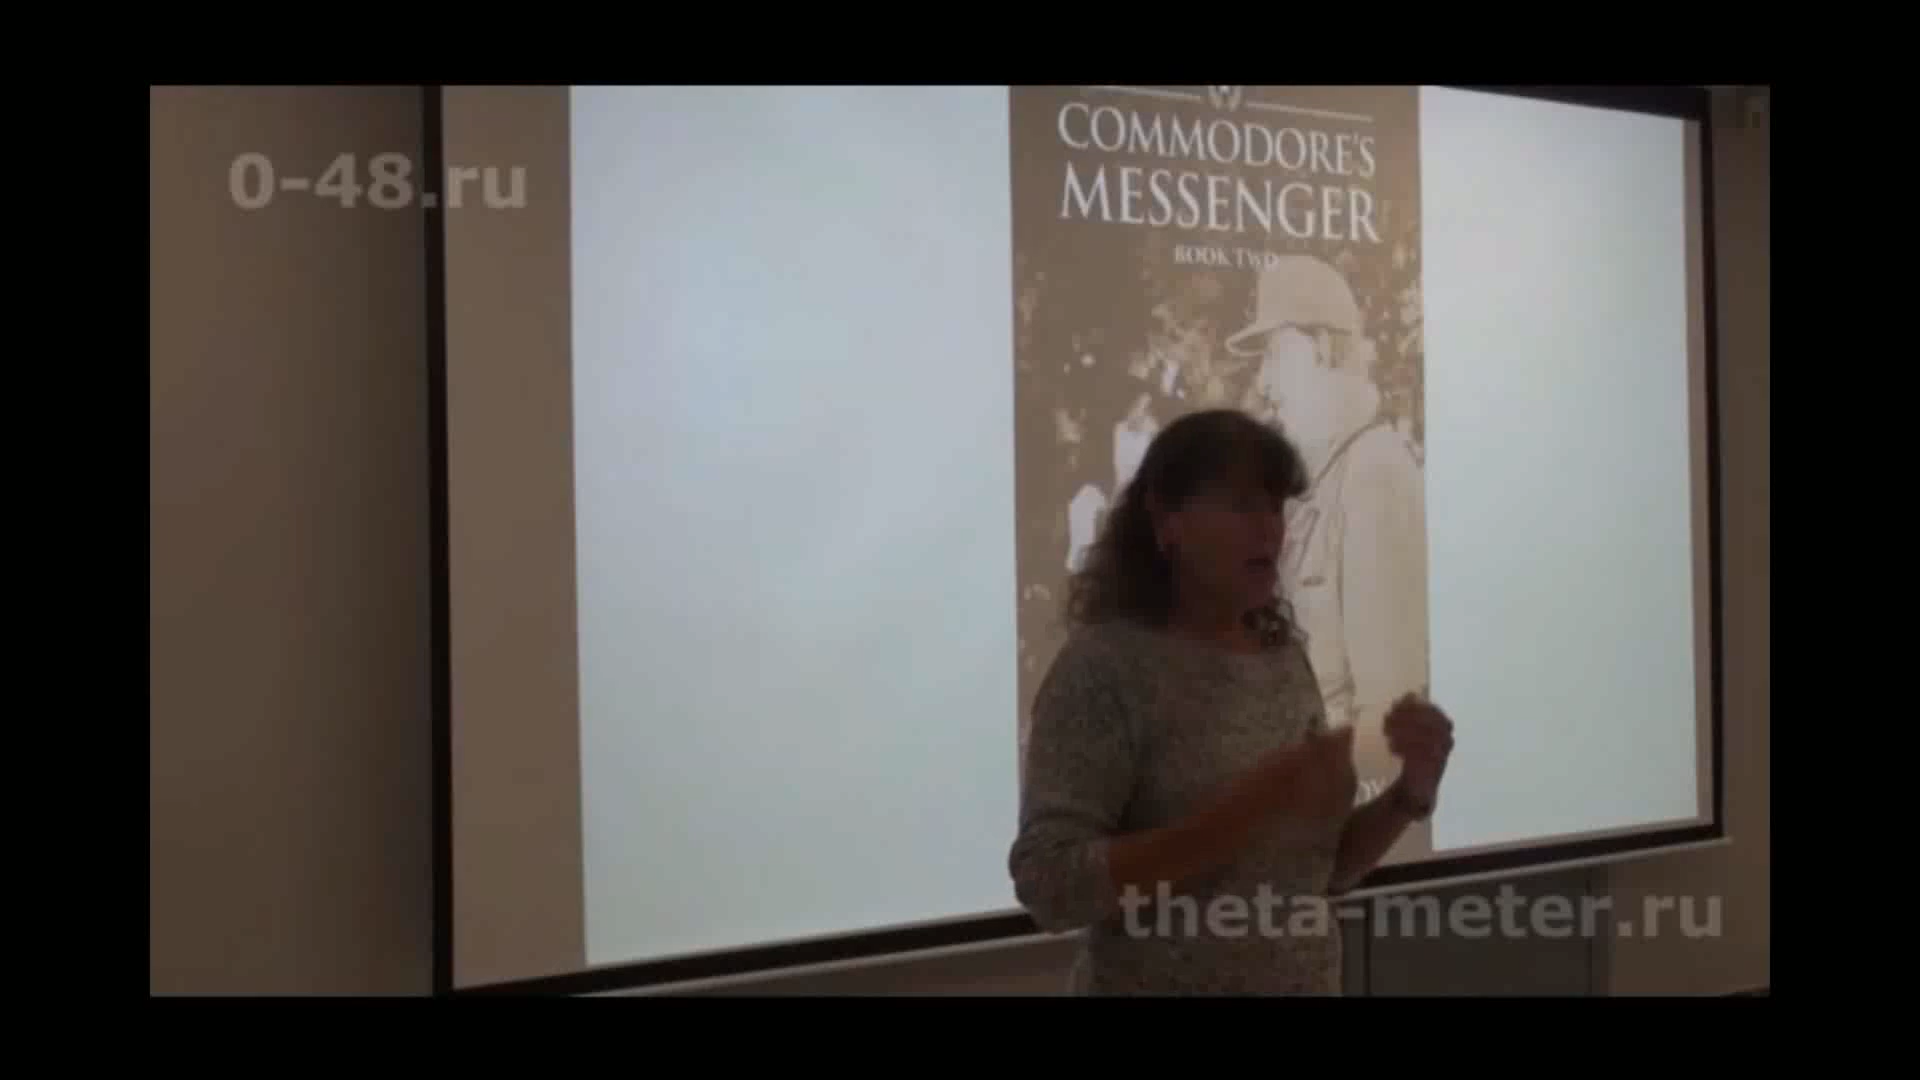 0-48.ru
COMMODORE'S
MESSENGER
BOOK TWO
theta-meter.ru